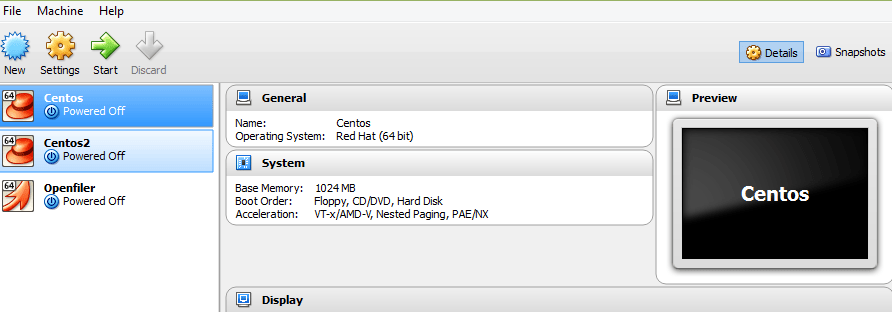 File Machine Help
New Settings Start Discard
Details Snapshots
64 Centos
Powered Off
64 Centos2
Powered Off
64 Openfiler
Powered Off
General
Name: Centos
Operating System: Red Hat (64 bit)
System
Base Memory: 1024 MB
Boot Order: Floppy, CD/DVD, Hard Disk
Acceleration: VT-x/AMD-V, Nested Paging, PAE/NX
Display
Preview
Centos